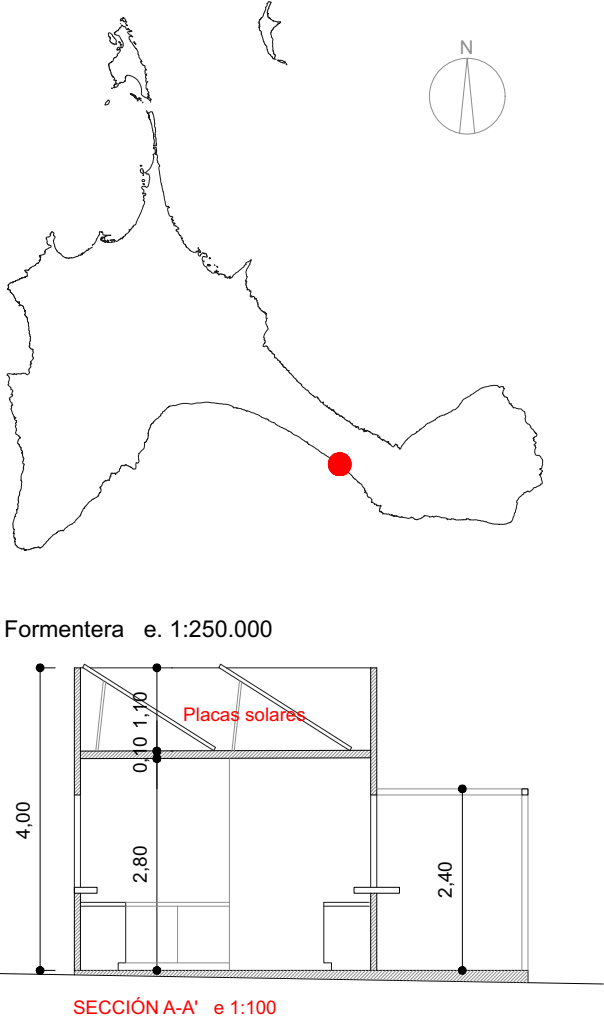 N
Formentera e. 1:250.000
Placas solares
1,10
0,10
4,00
2,80
2,40
SECCIÓN A-A' e 1:100